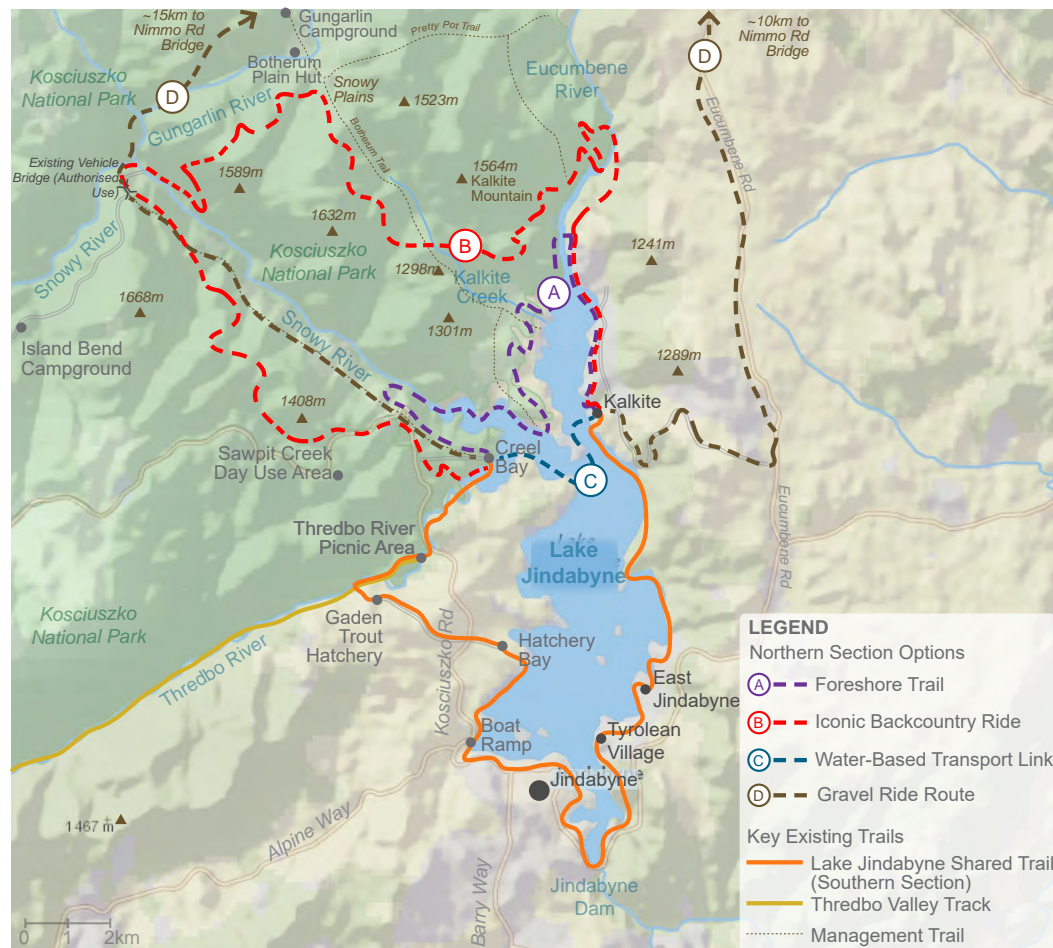 ~15km to
Nimmo Rd
Bridge
Gungarlin
Campground
Pretty Pot Trail
~10km to
Nimmo Rd
Bridge
Botherum
Plain Hut
Kosciuszko
National Park
D
D
Gungarlin River
Snowy
Plains
1523m
Eucumbene
River
Eucumbene Rd
Botherum Trail
Existing Vehicle
Bridge (Authorised
Use)
1589m
1564m
Kalkite
Mountain
1632m
Kosciuszko
National Park
B
1241m
Snowy River
1298m
Kalkite
Creek
A
1668m
Snowy River
1301m
Island Bend
Campground
1289m
1408m
Kalkite
Sawpit Creek
Day Use Area
Creel
Bay
C
Eucumbene Rd
Thredbo River
Picnic Area
Lake
Lake
Jindabyne
Kosciuszko
National Park
Gaden
Trout
Hatchery
Kosciuszko Rd
Hatchery
Bay
Thredbo River
East
Jindabyne
Boat
Ramp
Tyrolean
Village
Jindabyne
1467 m
Alpine Way
Barry Way
Jindabyne
Dam
0 1 2km
LEGEND
Northern Section Options
A Foreshore Trail
B Iconic Backcountry Ride
C Water-Based Transport Link
D Gravel Ride Route
Key Existing Trails
Lake Jindabyne Shared Trail
(Southern Section)
Thredbo Valley Track
Management Trail